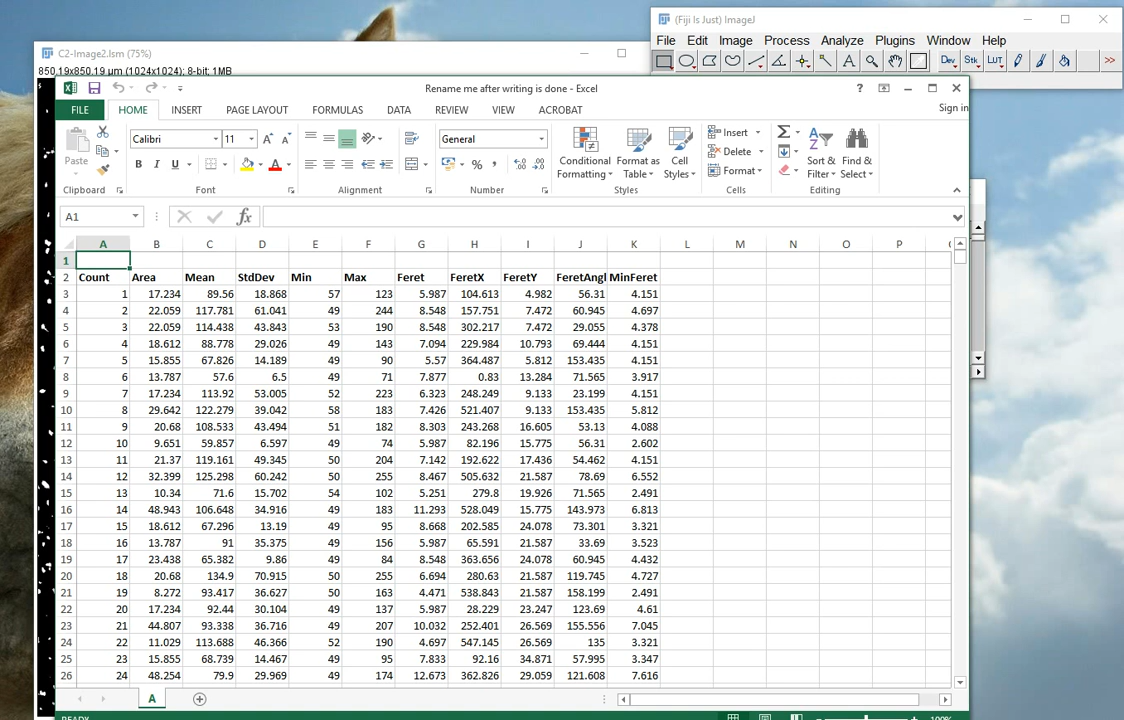 (Fiji Is Just) ImageJ
File Edit Image Process Analyze Plugins Window Help
Dev Stk LUT >>
C2-Image2.lsm (75%)
850.19x850.19 µm (1024x1024); 8-bit; 1MB
Rename me after writing is done - Excel
FILE HOME INSERT PAGE LAYOUT FORMULAS DATA REVIEW VIEW ACROBAT Sign in
Calibri 11 General
Paste
Conditional Formatting
Format as Table
Cell Styles
Insert
Delete
Format
Sort & Filter
Find & Select
Clipboard Font Alignment Number Styles Cells Editing
A1
A B C D E F G H I J K L M N O P
1
2 Count Area Mean StdDev Min Max Feret FeretX FeretY FeretAngl MinFeret
3 1 17.234 89.56 18.868 57 123 5.987 104.613 4.982 56.31 4.151
4 2 22.059 117.781 61.041 49 244 8.548 157.751 7.472 60.945 4.697
5 3 22.059 114.438 43.843 53 190 8.548 302.217 7.472 29.055 4.378
6 4 18.612 88.778 29.026 49 143 7.094 229.984 10.793 69.444 4.151
7 5 15.855 67.826 14.189 49 90 5.57 364.487 5.812 153.435 4.151
8 6 13.787 57.6 6.5 49 71 7.877 0.83 13.284 71.565 3.917
9 7 17.234 113.92 53.005 52 223 6.323 248.249 9.133 23.199 4.151
10 8 29.642 122.279 39.042 58 183 7.426 521.407 9.133 153.435 5.812
11 9 20.68 108.533 43.494 51 182 8.303 243.268 16.605 53.13 4.088
12 10 9.651 59.857 6.597 49 74 5.987 82.196 15.775 56.31 2.602
13 11 21.37 119.161 49.345 50 204 7.142 192.622 17.436 54.462 4.151
14 12 32.399 125.298 60.242 50 255 8.467 505.632 21.587 78.69 6.552
15 13 10.34 71.6 15.702 54 102 5.251 279.8 19.926 71.565 2.491
16 14 48.943 106.648 34.916 49 183 11.293 528.049 15.775 143.973 6.813
17 15 18.612 67.296 13.19 49 95 8.668 202.585 24.078 73.301 3.321
18 16 13.787 91 35.375 49 156 5.987 65.591 21.587 33.69 3.523
19 17 23.438 65.382 9.86 49 84 8.548 363.656 24.078 60.945 4.432
20 18 20.68 134.9 70.915 50 255 6.694 280.63 21.587 119.745 4.727
21 19 8.272 93.417 36.627 50 163 4.471 538.843 21.587 158.199 2.491
22 20 17.234 92.44 30.104 49 137 5.987 28.229 23.247 123.69 4.61
23 21 44.807 93.338 36.716 49 207 10.032 252.401 26.569 155.556 7.045
24 22 11.029 113.688 46.366 52 190 4.697 547.145 26.569 135 3.321
25 23 15.855 68.739 14.467 49 95 7.833 92.16 34.871 57.995 3.347
26 24 48.254 79.9 29.969 49 174 12.673 362.826 29.059 121.608 7.616
A
READY 100%